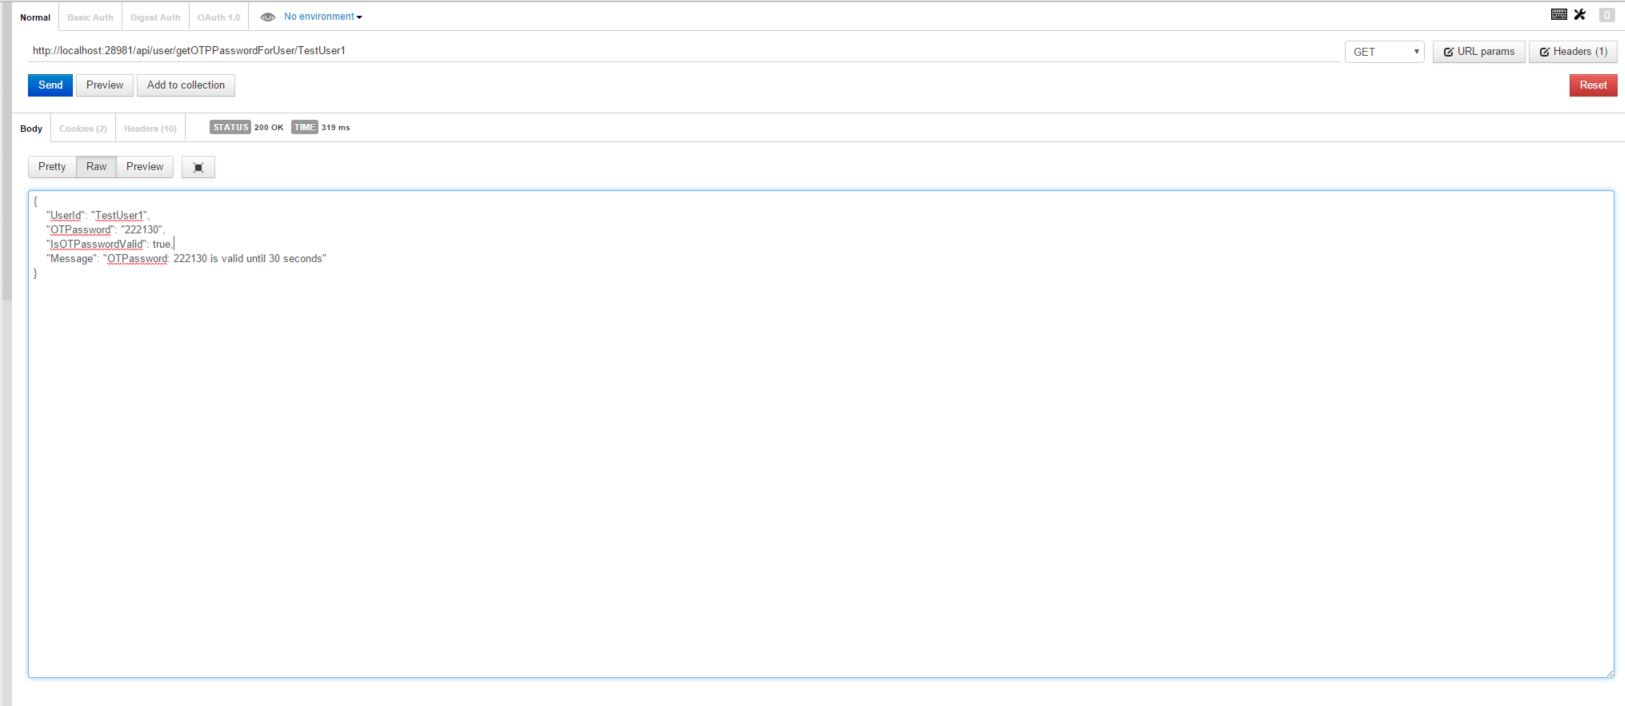 Normal Basic Auth Digest Auth OAuth 1.0 No environment 0
http://localhost:28981/api/user/getOTPPasswordForUser/TestUser1 GET URL params Headers (1)
Send Preview Add to collection Reset
Body Cookies (2) Headers (10) STATUS 200 OK TIME 319 ms
Pretty Raw Preview
{
"UserId": "TestUser1",
"OTPassword": "222130",
"IsOTPasswordValid": true,
"Message": "OTPassword: 222130 is valid until 30 seconds"
}